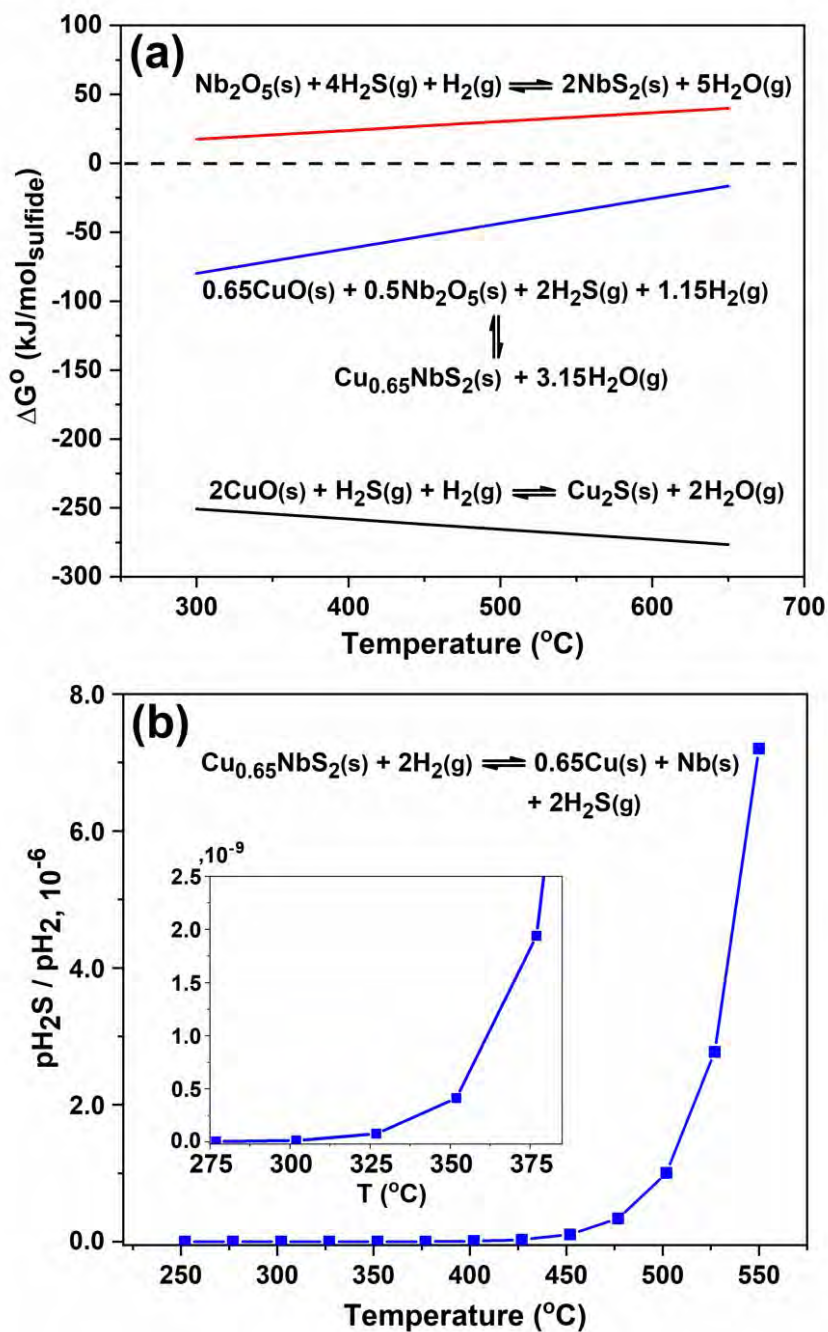 (a)
Nb₂O₅(s) + 4H₂S(g) + H₂(g) ⇌ 2NbS₂(s) + 5H₂O(g)
0.65CuO(s) + 0.5Nb₂O₅(s) + 2H₂S(g) + 1.15H₂(g)
⇌
Cu₀.₆₅NbS₂(s) + 3.15H₂O(g)
2CuO(s) + H₂S(g) + H₂(g) ⇌ Cu₂S(s) + 2H₂O(g)
ΔGᴼ (kJ/mol_sulfide)
100
50
0
-50
-100
-150
-200
-250
-300
300 400 500 600 700
Temperature (ᴼC)
(b)
Cu₀.₆₅NbS₂(s) + 2H₂(g) ⇌ 0.65Cu(s) + Nb(s)
+ 2H₂S(g)
pH₂S / pH₂, 10⁻⁶
8.0
6.0
4.0
2.0
0.0
,10⁻⁹
2.5
2.0
1.5
1.0
0.5
0.0
275 300 325 350 375
T (ᴼC)
250 300 350 400 450 500 550
Temperature (ᴼC)